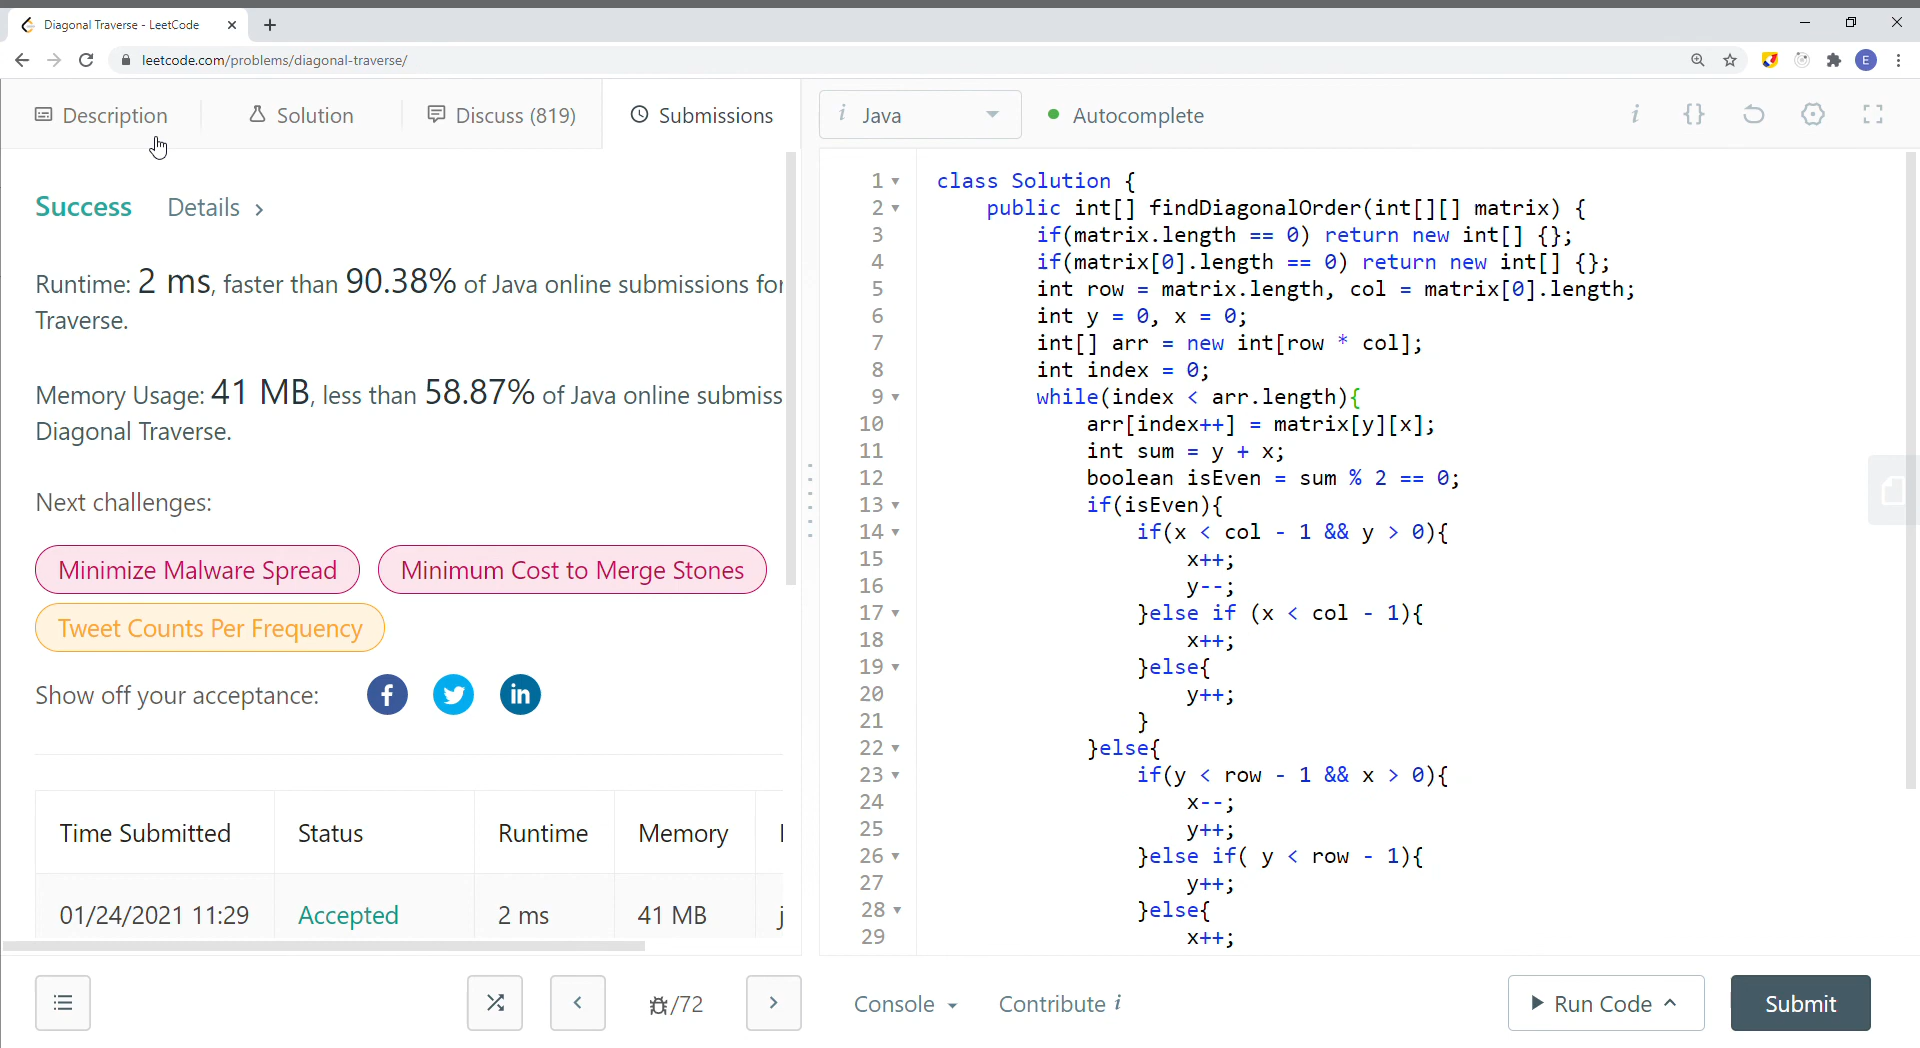 Diagonal Traverse - LeetCode
leetcode.com/problems/diagonal-traverse/
E
Description
Solution
Discuss (819)
Submissions
i Java
Autocomplete
i {}
Success Details >
Runtime: 2 ms, faster than 90.38% of Java online submissions for
Traverse.
Memory Usage: 41 MB, less than 58.87% of Java online submiss
Diagonal Traverse.
Next challenges:
Minimize Malware Spread
Minimum Cost to Merge Stones
Tweet Counts Per Frequency
Show off your acceptance:
f
in
Time Submitted Status Runtime Memory
01/24/2021 11:29 Accepted 2 ms 41 MB j
1 class Solution {
2 public int[] findDiagonalOrder(int[][] matrix) {
3 if(matrix.length == 0) return new int[] {};
4 if(matrix[0].length == 0) return new int[] {};
5 int row = matrix.length, col = matrix[0].length;
6 int y = 0, x = 0;
7 int[] arr = new int[row * col];
8 int index = 0;
9 while(index < arr.length){
10 arr[index++] = matrix[y][x];
11 int sum = y + x;
12 boolean isEven = sum % 2 == 0;
13 if(isEven){
14 if(x < col - 1 && y > 0){
15 x++;
16 y--;
17 }else if (x < col - 1){
18 x++;
19 }else{
20 y++;
21 }
22 }else{
23 if(y < row - 1 && x > 0){
24 x--;
25 y++;
26 }else if( y < row - 1){
27 y++;
28 }else{
29 x++;
/72
Console
Contribute i
Run Code
Submit